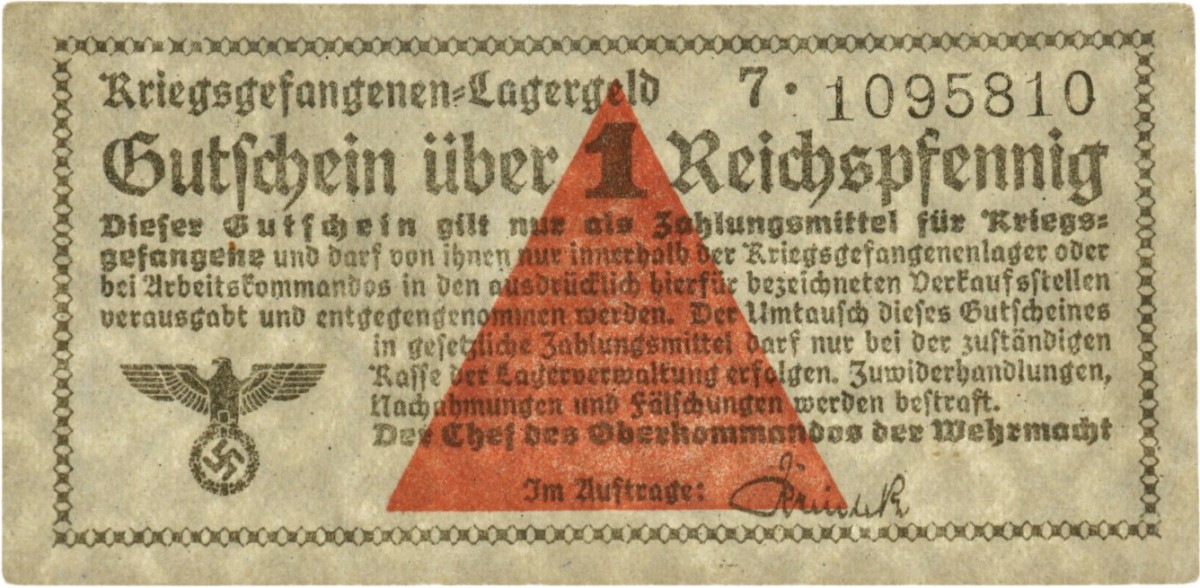 Kriegsgefangenen-Lagergeld 7 · 1095810
Gutschein über 1 Reichspfennig
Dieser Gutschein gilt nur als Zahlungsmittel für Kriegs-
gefangene und darf von ihnen nur innerhalb der Kriegsgefangenenlager oder
bei Arbeitskommandos in den ausdrücklich hierfür bezeichneten Verkaufsstellen
verausgabt und entgegengenommen werden. Der Umtausch dieses Gutscheines
in gesetzliche Zahlungsmittel darf nur bei der zuständigen
Kasse der Lagerverwaltung erfolgen. Zuwiderhandlungen,
Nachahmungen und Fälschungen werden bestraft.
Der Chef des Oberkommandos der Wehrmacht
Im Auftrage: